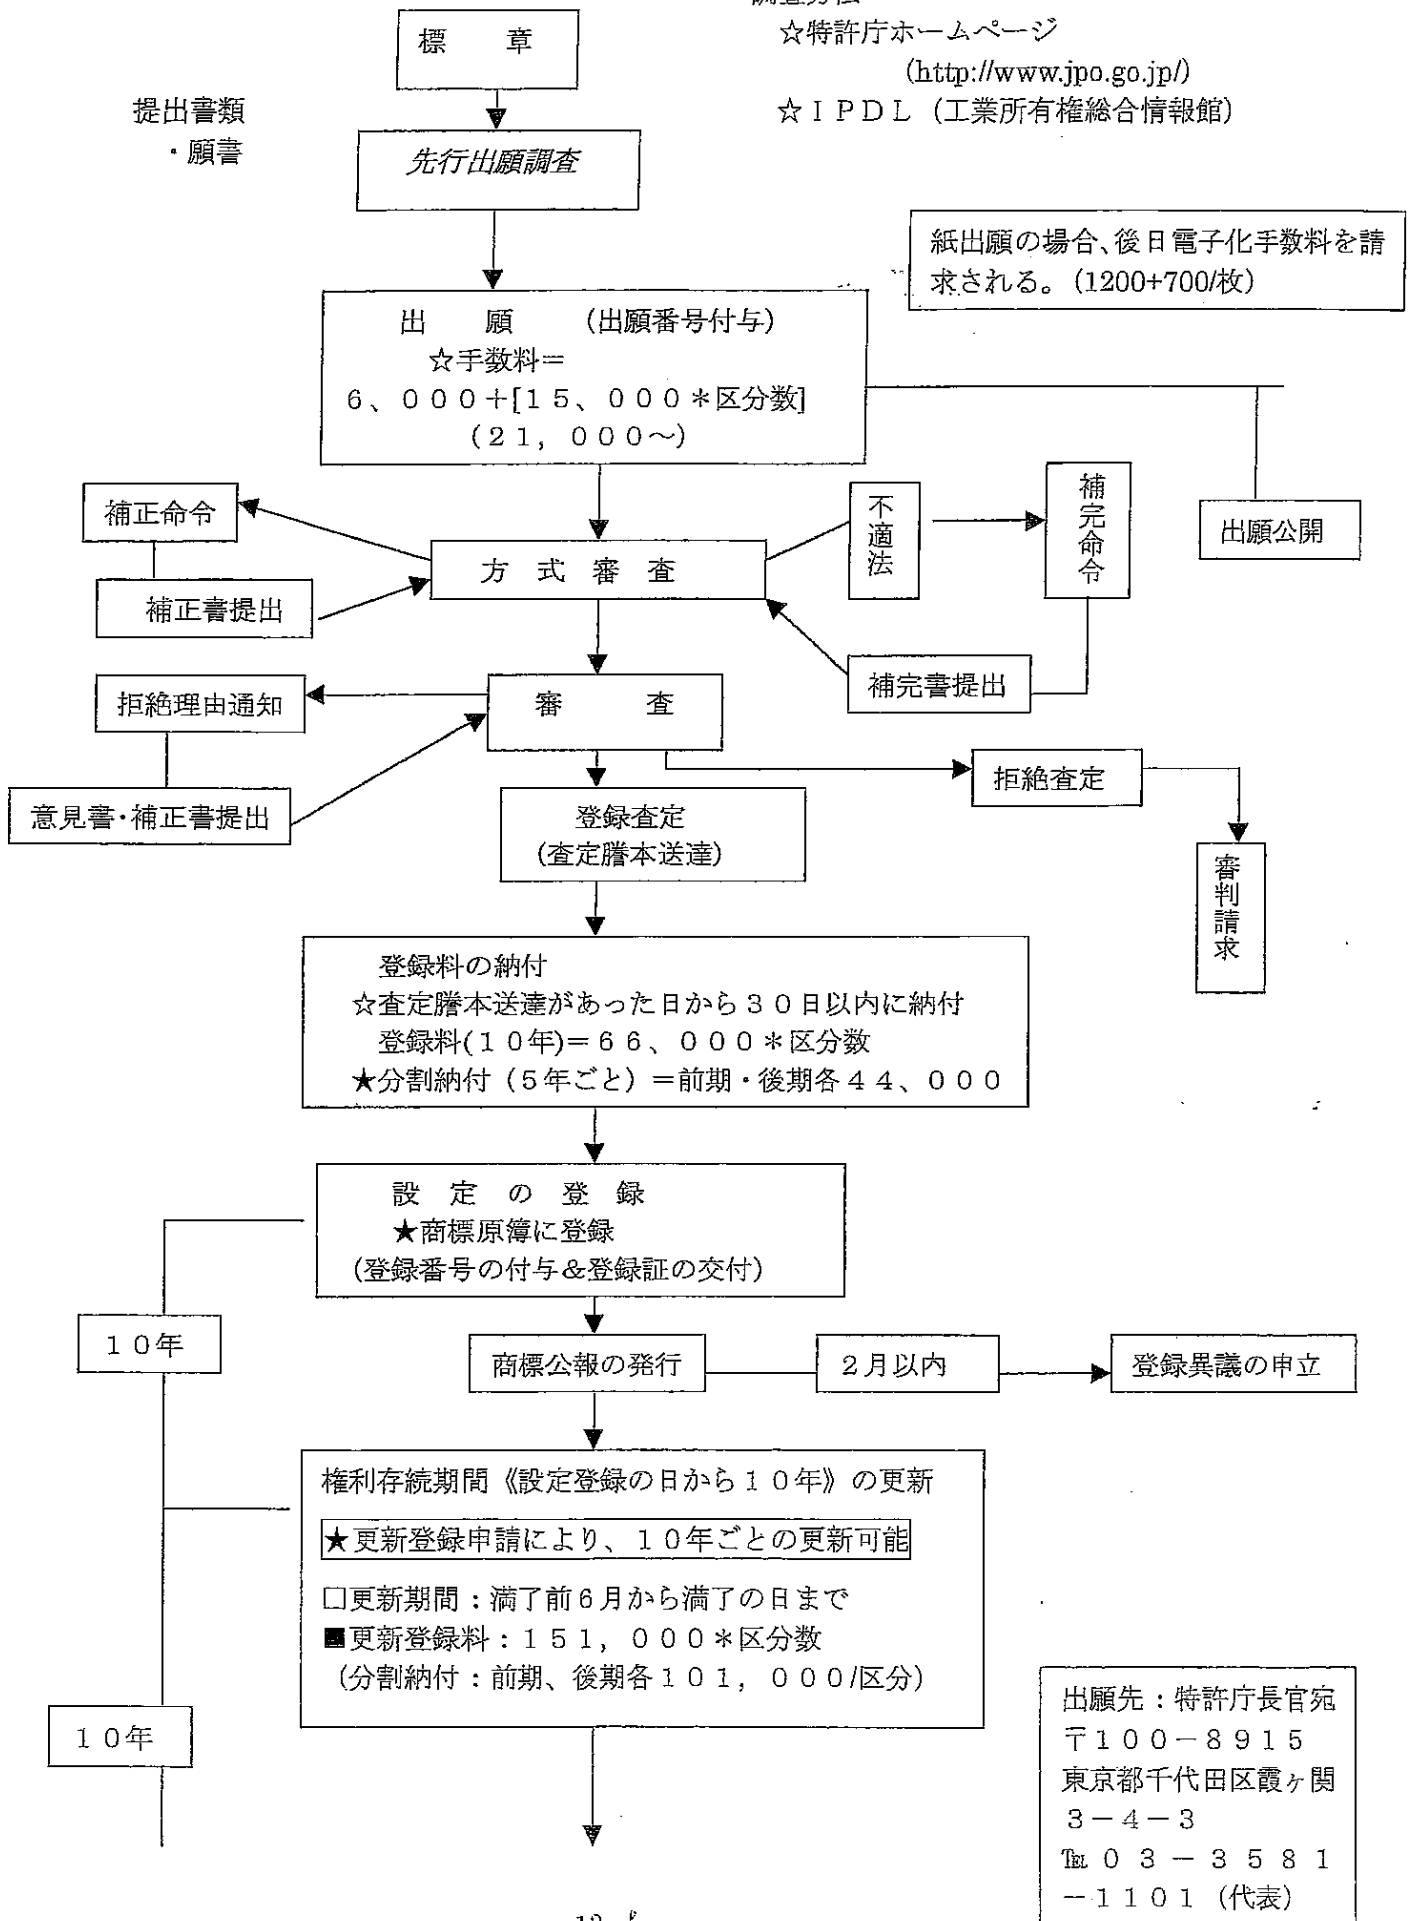 ☆特許庁ホームページ
(http://www.jpo.go.jp/)
☆ＩＰＤＬ（工業所有権総合情報館）
標　章
提出書類
・願書
先行出願調査
紙出願の場合、後日電子化手数料を請
求される。(1200+700/枚)
出　願　（出願番号付与）
☆手数料＝
６、０００＋[１５、０００＊区分数]
（２１，０００～）
補正命令
補正書提出
方　式　審　査
不適法
補完命令
出願公開
補完書提出
拒絶理由通知
意見書・補正書提出
審　査
拒絶査定
審判請求
登録査定
（査定謄本送達）
登録料の納付
☆査定謄本送達があった日から３０日以内に納付
登録料(１０年)＝６６、０００＊区分数
★分割納付（５年ごと）＝前期・後期各４４、０００
設　定　の　登　録
★商標原簿に登録
（登録番号の付与＆登録証の交付）
１０年
商標公報の発行
２月以内
登録異議の申立
権利存続期間《設定登録の日から１０年》の更新
★更新登録申請により、１０年ごとの更新可能
□更新期間：満了前６月から満了の日まで
■更新登録料：１５１，０００＊区分数
（分割納付：前期、後期各１０１，０００/区分）
１０年
出願先：特許庁長官宛
〒１００－８９１５
東京都千代田区霞ヶ関
３－４－３
℡０３－３５８１
－１１０１（代表）